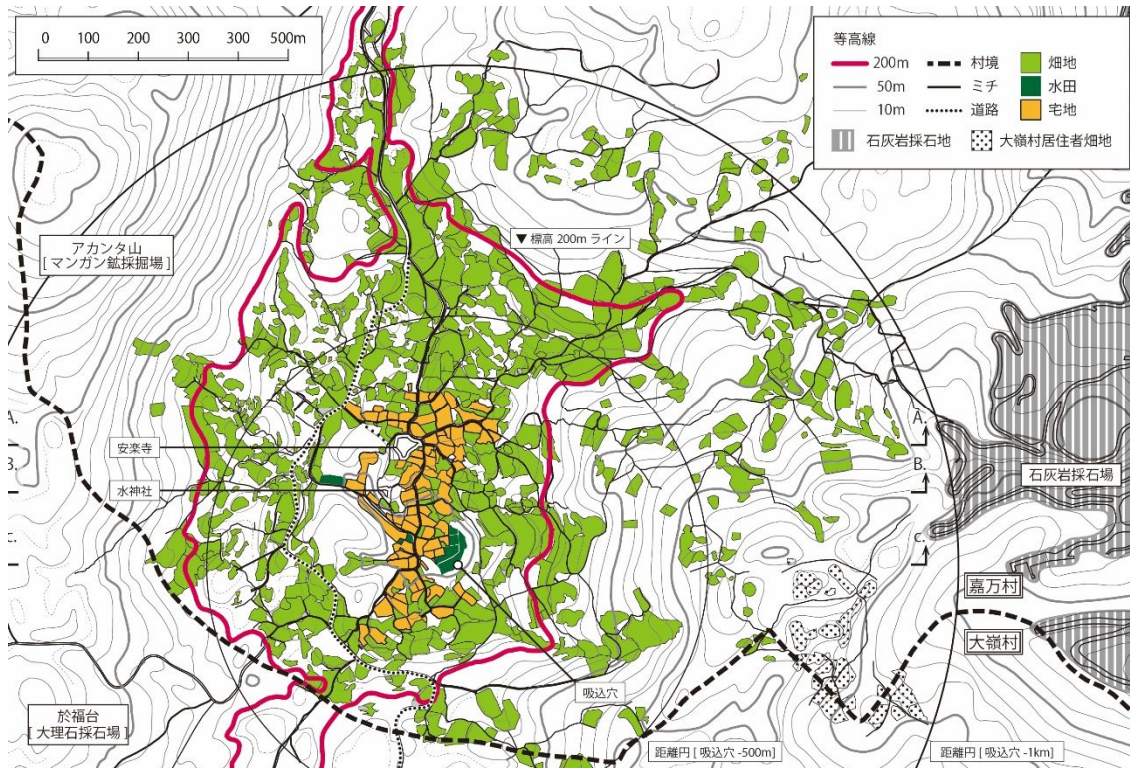 0 100 200 300 300 500m
等高線
200m
50m
10m
村境
ミチ
道路
畑地
水田
宅地
石灰岩採石地
大嶺村居住者畑地
アカンタ山
[ マンガン鉱採掘場 ]
▼ 標高 200m ライン
A.
A.
安楽寺
B.
B.
水神社
石灰岩採石場
c.
c.
嘉万村
大嶺村
吸込穴
於福台
[ 大理石採石場 ]
距離円 [ 吸込穴 -500m]
距離円 [ 吸込穴 -1km]